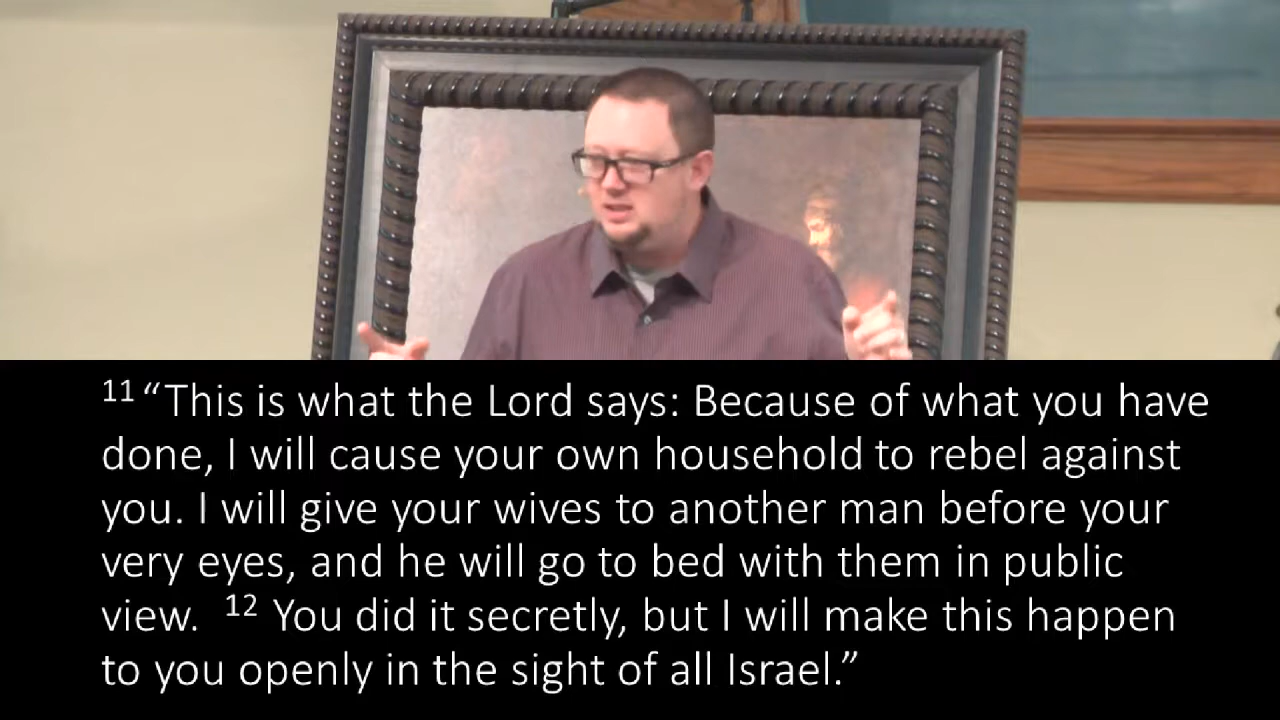 11 “This is what the Lord says: Because of what you have
done, I will cause your own household to rebel against
you. I will give your wives to another man before your
very eyes, and he will go to bed with them in public
view. 12 You did it secretly, but I will make this happen
to you openly in the sight of all Israel.”